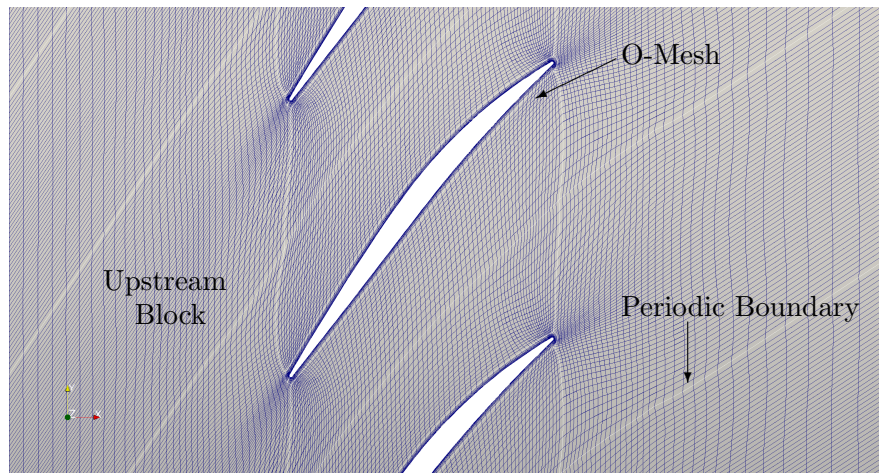 O-Mesh
Upstream
Block
Periodic Boundary
Y
Z
X